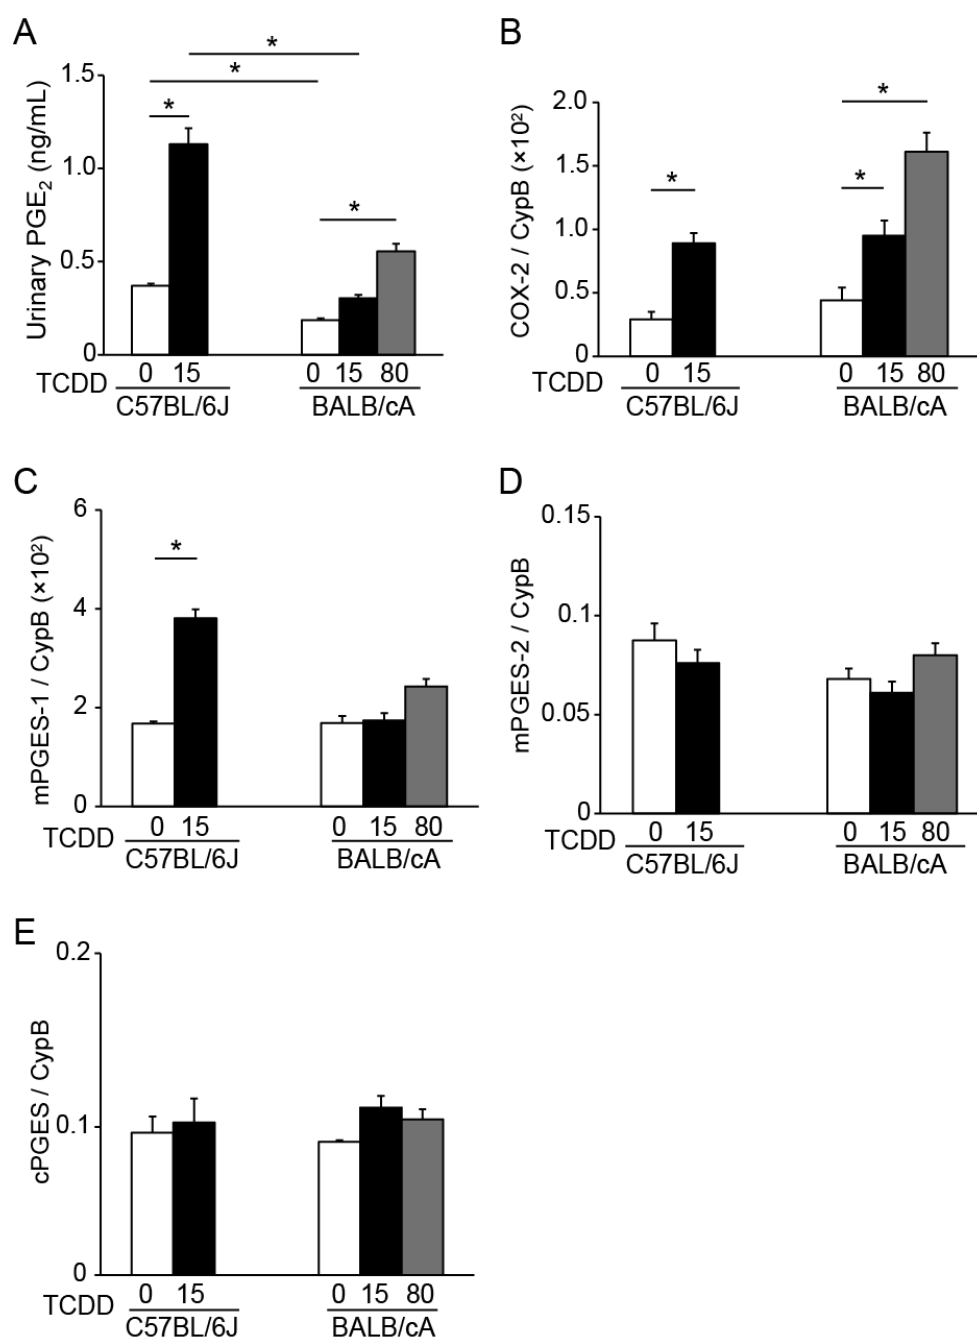 A
Urinary PGE₂ (ng/mL)
1.5
1.0
0.5
0
*
*
*
*
TCDD 0 15 0 15 80
C57BL/6J BALB/cA
B
COX-2 / CypB (×10²)
2.0
1.5
1.0
0.5
0
*
*
*
TCDD 0 15 0 15 80
C57BL/6J BALB/cA
C
mPGES-1 / CypB (×10²)
6
4
2
0
*
TCDD 0 15 0 15 80
C57BL/6J BALB/cA
D
mPGES-2 / CypB
0.15
0.1
0.05
0
TCDD 0 15 0 15 80
C57BL/6J BALB/cA
E
cPGES / CypB
0.2
0.1
0
TCDD 0 15 0 15 80
C57BL/6J BALB/cA